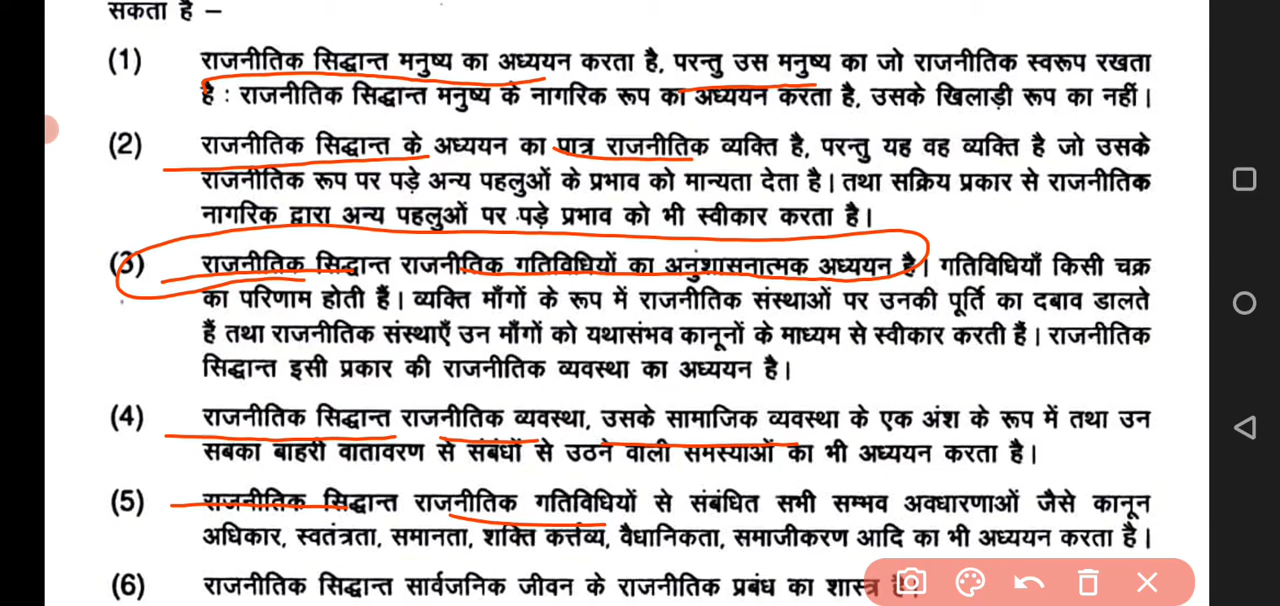 सकता है –
(1) राजनीतिक सिद्धान्त मनुष्य का अध्ययन करता है, परन्तु उस मनुष्य का जो राजनीतिक स्वरूप रखता
है : राजनीतिक सिद्धान्त मनुष्य के नागरिक रूप का अध्ययन करता है, उसके खिलाड़ी रूप का नहीं।
(2) राजनीतिक सिद्धान्त के अध्ययन का पात्र राजनीतिक व्यक्ति है, परन्तु यह वह व्यक्ति है जो उसके
राजनीतिक रूप पर पड़े अन्य पहलुओं के प्रभाव को मान्यता देता है। तथा सक्रिय प्रकार से राजनीतिक
नागरिक द्वारा अन्य पहलुओं पर पड़े प्रभाव को भी स्वीकार करता है।
(3) राजनीतिक सिद्धान्त राजनीतिक गतिविधियों का अनुशासनात्मक अध्ययन है। गतिविधियाँ किसी चक्र
का परिणाम होती हैं। व्यक्ति माँगों के रूप में राजनीतिक संस्थाओं पर उनकी पूर्ति का दबाव डालते
हैं तथा राजनीतिक संस्थाएँ उन माँगों को यथासंभव कानूनों के माध्यम से स्वीकार करती हैं। राजनीतिक
सिद्धान्त इसी प्रकार की राजनीतिक व्यवस्था का अध्ययन है।
(4) राजनीतिक सिद्धान्त राजनीतिक व्यवस्था, उसके सामाजिक व्यवस्था के एक अंश के रूप में तथा उन
सबका बाहरी वातावरण से संबंधों से उठने वाली समस्याओं का भी अध्ययन करता है।
(5) राजनीतिक सिद्धान्त राजनीतिक गतिविधियों से संबंधित सभी सम्भव अवधारणाओं जैसे कानून
अधिकार, स्वतंत्रता, समानता, शक्ति कर्त्तव्य, वैधानिकता, समाजीकरण आदि का भी अध्ययन करता है।
(6) राजनीतिक सिद्धान्त सार्वजनिक जीवन के राजनीतिक प्रबंध का शास्त्र है।